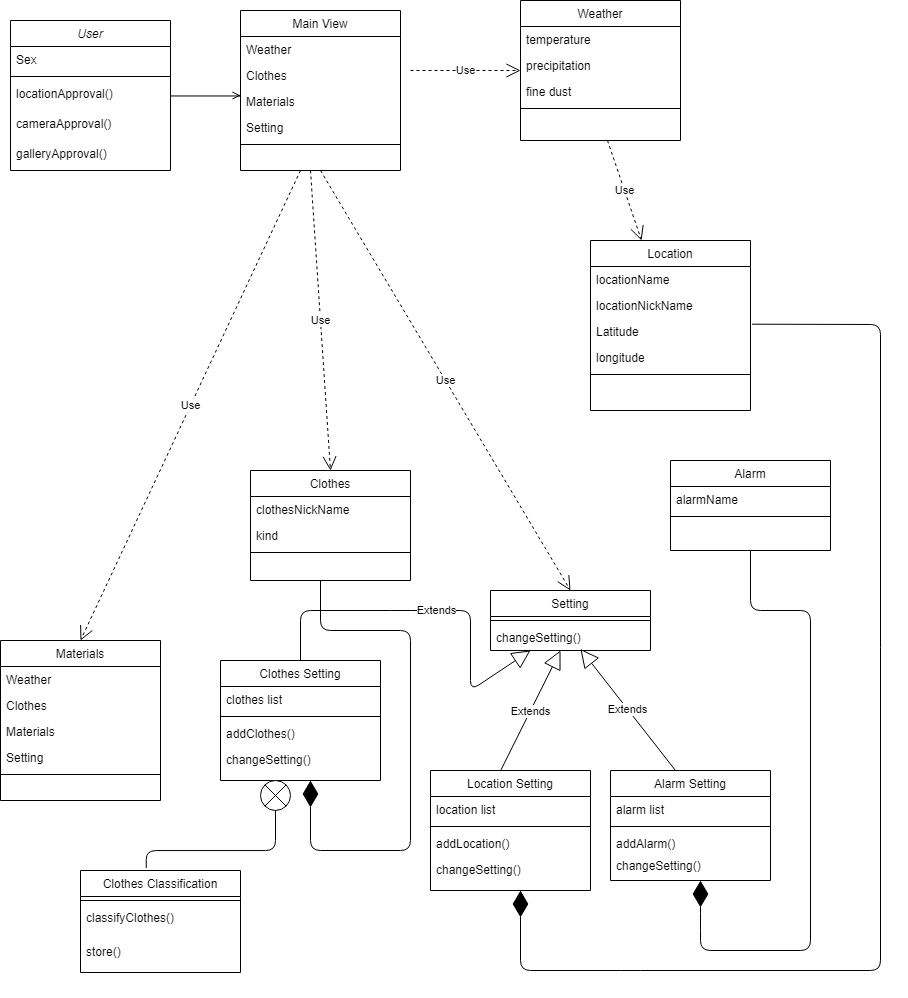 User
Sex
locationApproval()
cameraApproval()
galleryApproval()
Main View
Weather
Clothes
Materials
Setting
Use
Weather
temperature
precipitation
fine dust
Use
Location
locationName
locationNickName
Latitude
longitude
Use
Use
Use
Clothes
clothesNickName
kind
Alarm
alarmName
Materials
Weather
Clothes
Materials
Setting
Extends
Setting
changeSetting()
Clothes Setting
clothes list
addClothes()
changeSetting()
Extends
Extends
Location Setting
location list
addLocation()
changeSetting()
Alarm Setting
alarm list
addAlarm()
changeSetting()
Clothes Classification
classifyClothes()
store()